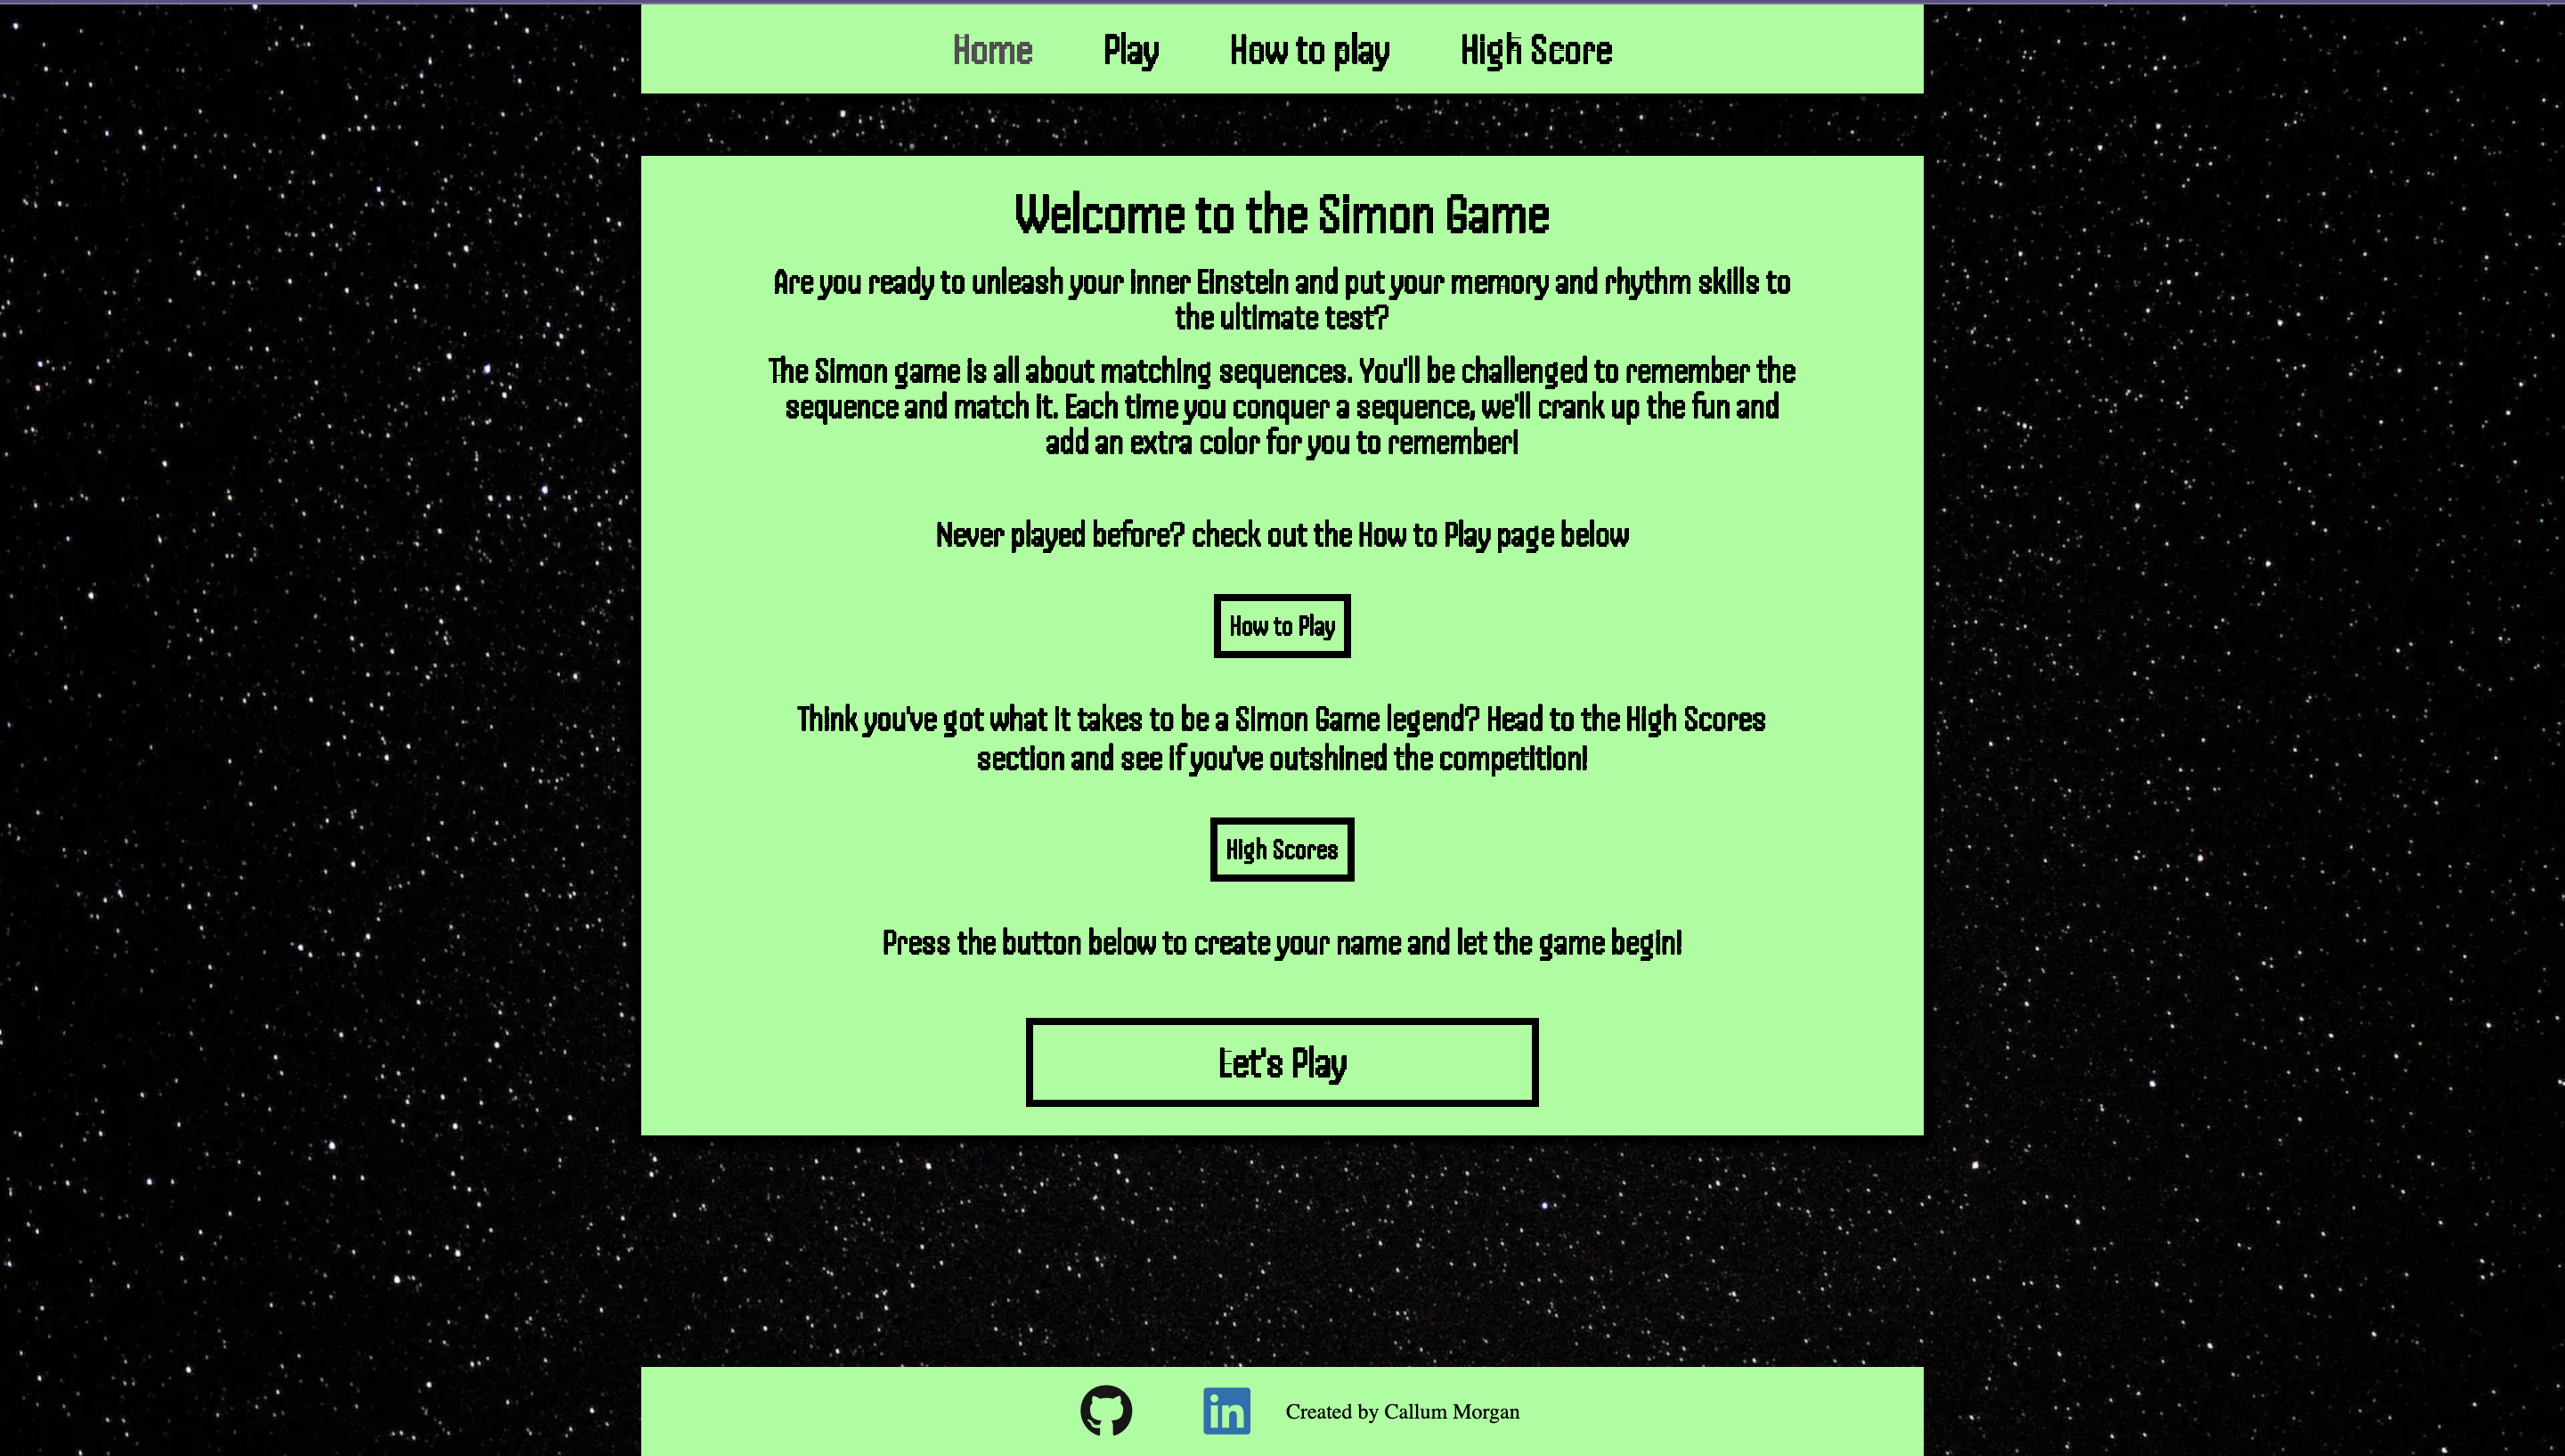 Home Play How to play High Score
Welcome to the Simon Game
Are you ready to unleash your inner Einstein and put your memory and rhythm skills to
the ultimate test?
The Simon game is all about matching sequences. You'll be challenged to remember the
sequence and match it. Each time you conquer a sequence, we'll crank up the fun and
add an extra color for you to remember!
Never played before? check out the How to Play page below
How to Play
Think you've got what it takes to be a Simon Game legend? Head to the High Scores
section and see if you've outshined the competition!
High Scores
Press the button below to create your name and let the game begin!
Let's Play
in Created by Callum Morgan